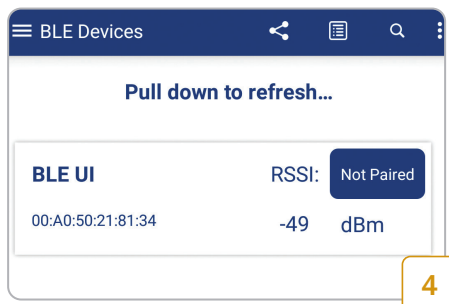 BLE Devices
Pull down to refresh...
BLE UI RSSI: Not Paired
00:A0:50:21:81:34 -49 dBm
4